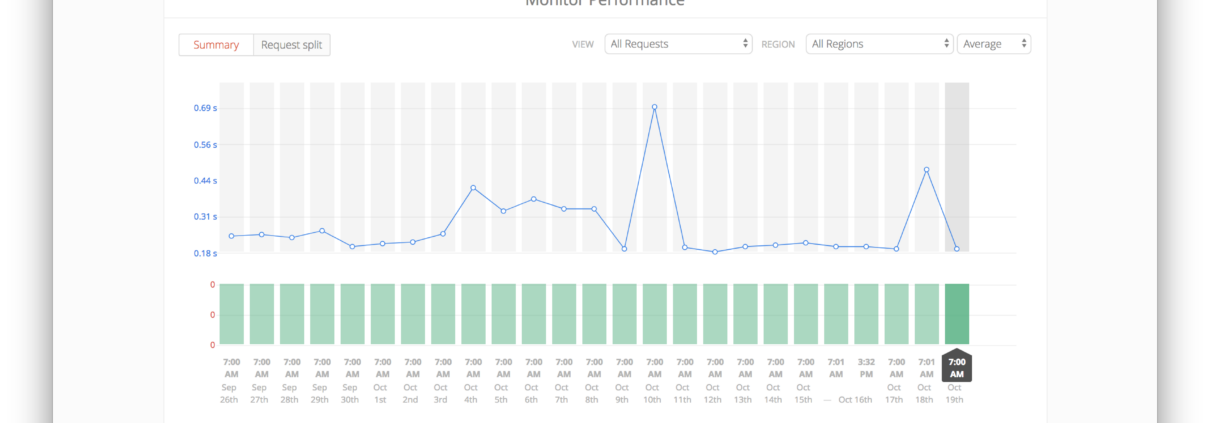 Monitor Performance
Summary Request split VIEW All Requests REGION All Regions Average
0.69 s
0.56 s
0.44 s
0.31 s
0.18 s
0
0
0
7:00 7:00 7:00 7:00 7:00 7:00 7:00 7:00 7:00 7:00 7:00 7:00 7:00 7:00 7:00 7:00 7:00 7:00 7:00 7:00 7:01 3:32 7:00 7:01 7:00
AM AM AM AM AM AM AM AM AM AM AM AM AM AM AM AM AM AM AM AM AM PM AM AM AM
Sep Sep Sep Sep Sep Oct Oct Oct Oct Oct Oct Oct Oct Oct Oct Oct Oct Oct Oct Oct Oct Oct Oct
26th 27th 28th 29th 30th 1st 2nd 3rd 4th 5th 6th 7th 8th 9th 10th 11th 12th 13th 14th 15th — Oct 16th 17th 18th 19th